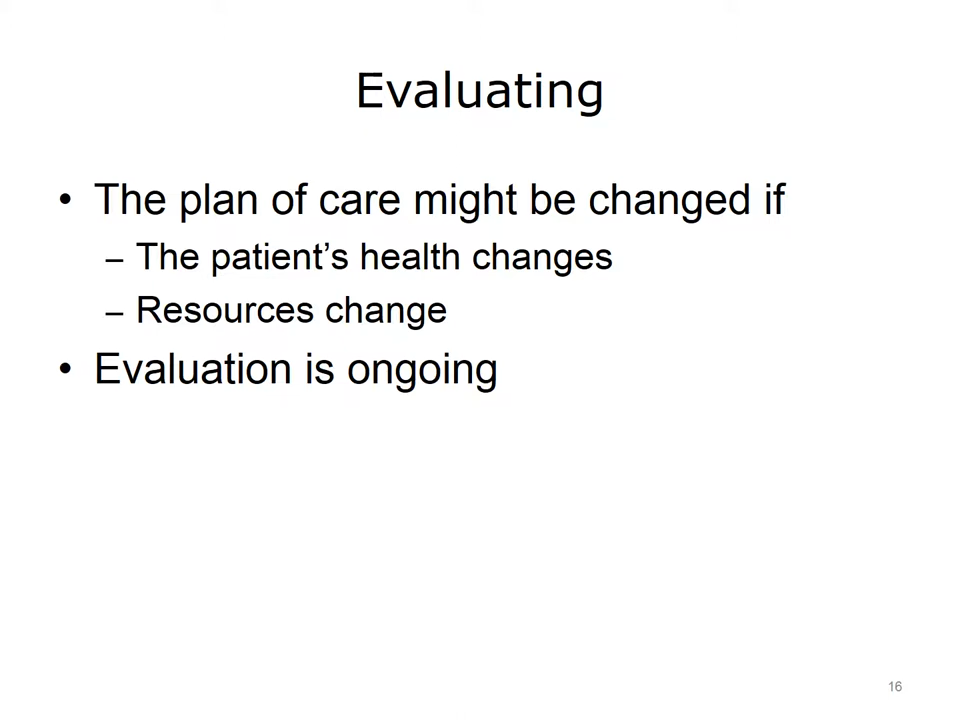 Evaluating
• The plan of care might be changed if
– The patient’s health changes
– Resources change
• Evaluation is ongoing
16